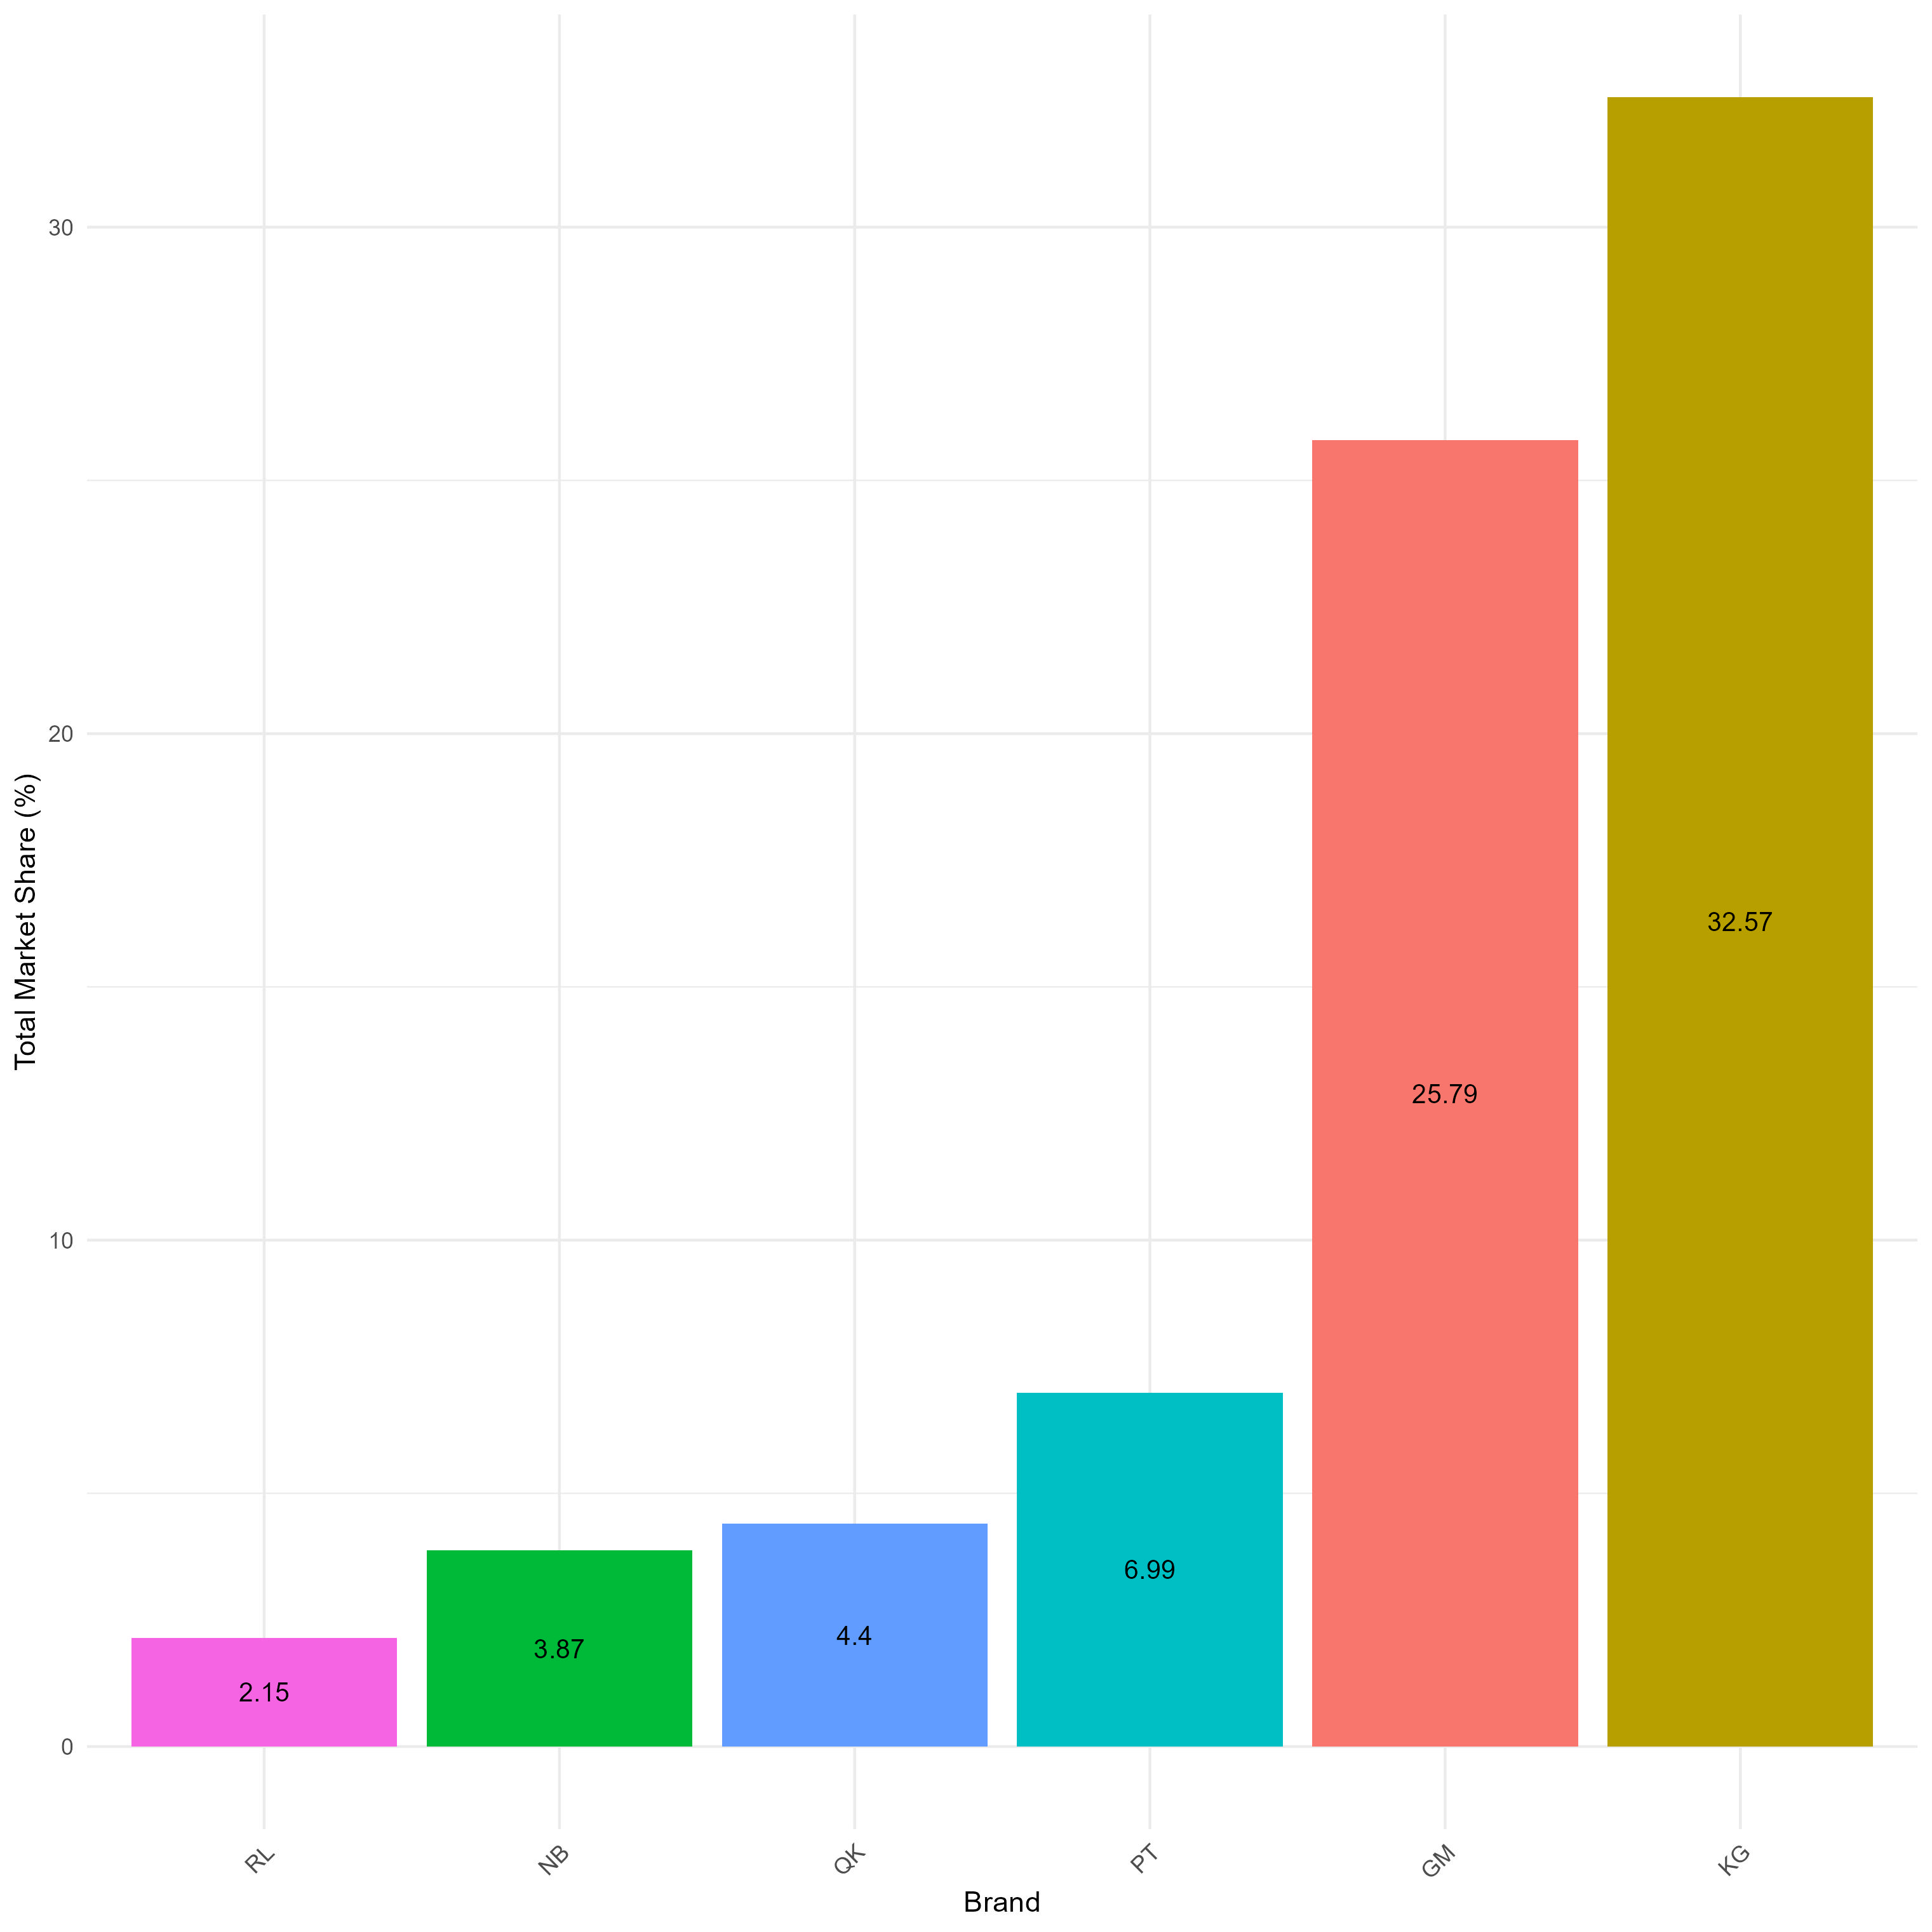 Total Market Share (%)
30
20
10
0
32.57
25.79
6.99
4.4
3.87
2.15
RL
NB
QK
PT
GM
KG
Brand